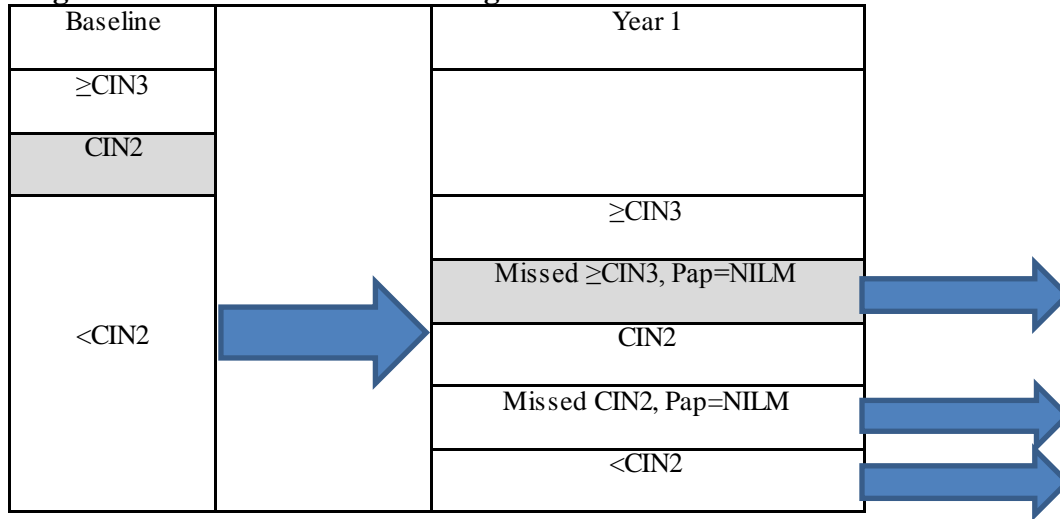 Baseline
Year 1
≥CIN3
CIN2
≥CIN3
Missed ≥CIN3, Pap=NILM
<CIN2
CIN2
Missed CIN2, Pap=NILM
<CIN2